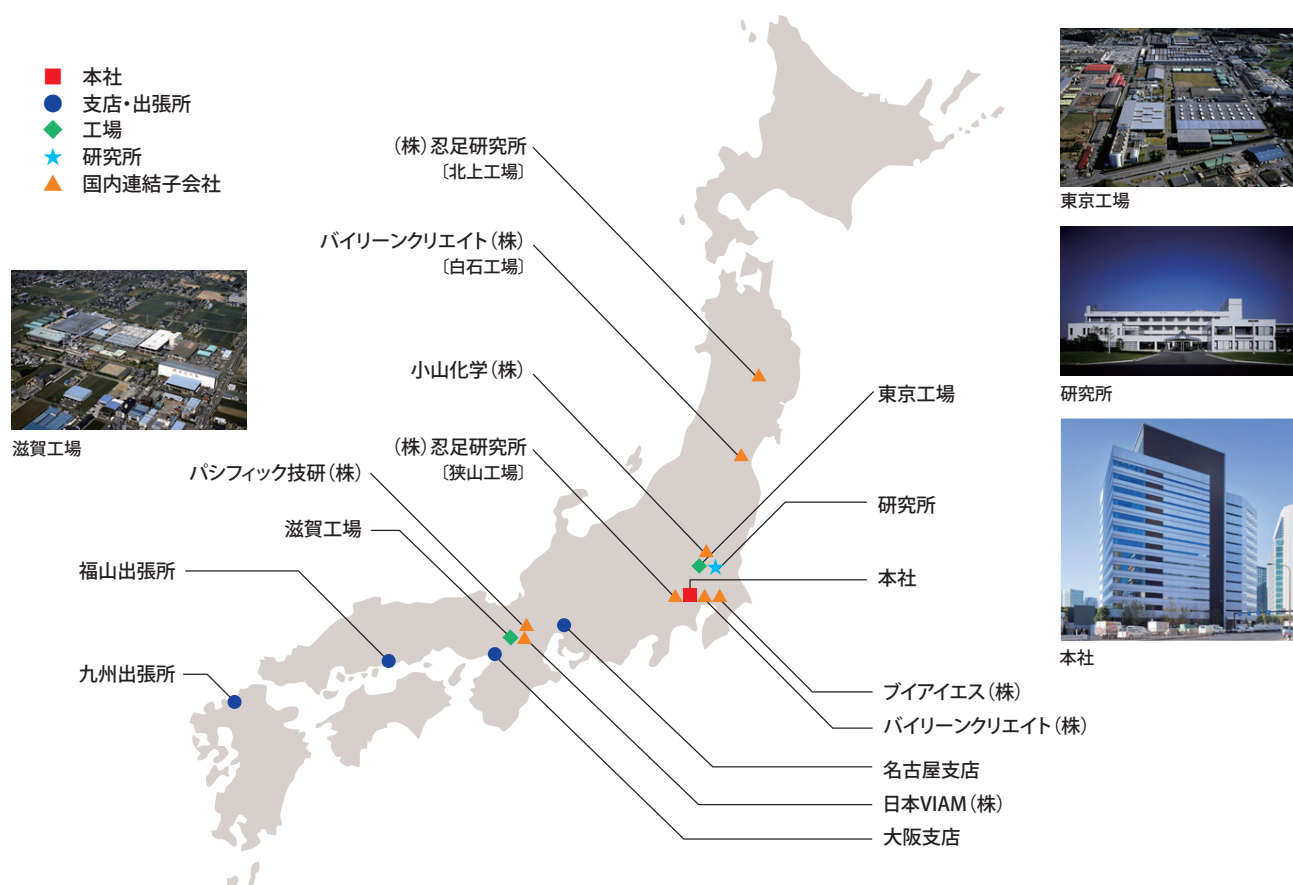 本社
支店・出張所
工場
研究所
国内連結子会社
(株)忍足研究所
〔北上工場〕
バイリーンクリエイト(株)
〔白石工場〕
小山化学(株)
(株)忍足研究所
〔狭山工場〕
パシフィック技研(株)
滋賀工場
福山出張所
九州出張所
東京工場
研究所
本社
ブイアイエス(株)
バイリーンクリエイト(株)
名古屋支店
日本VIAM(株)
大阪支店
滋賀工場
東京工場
研究所
本社